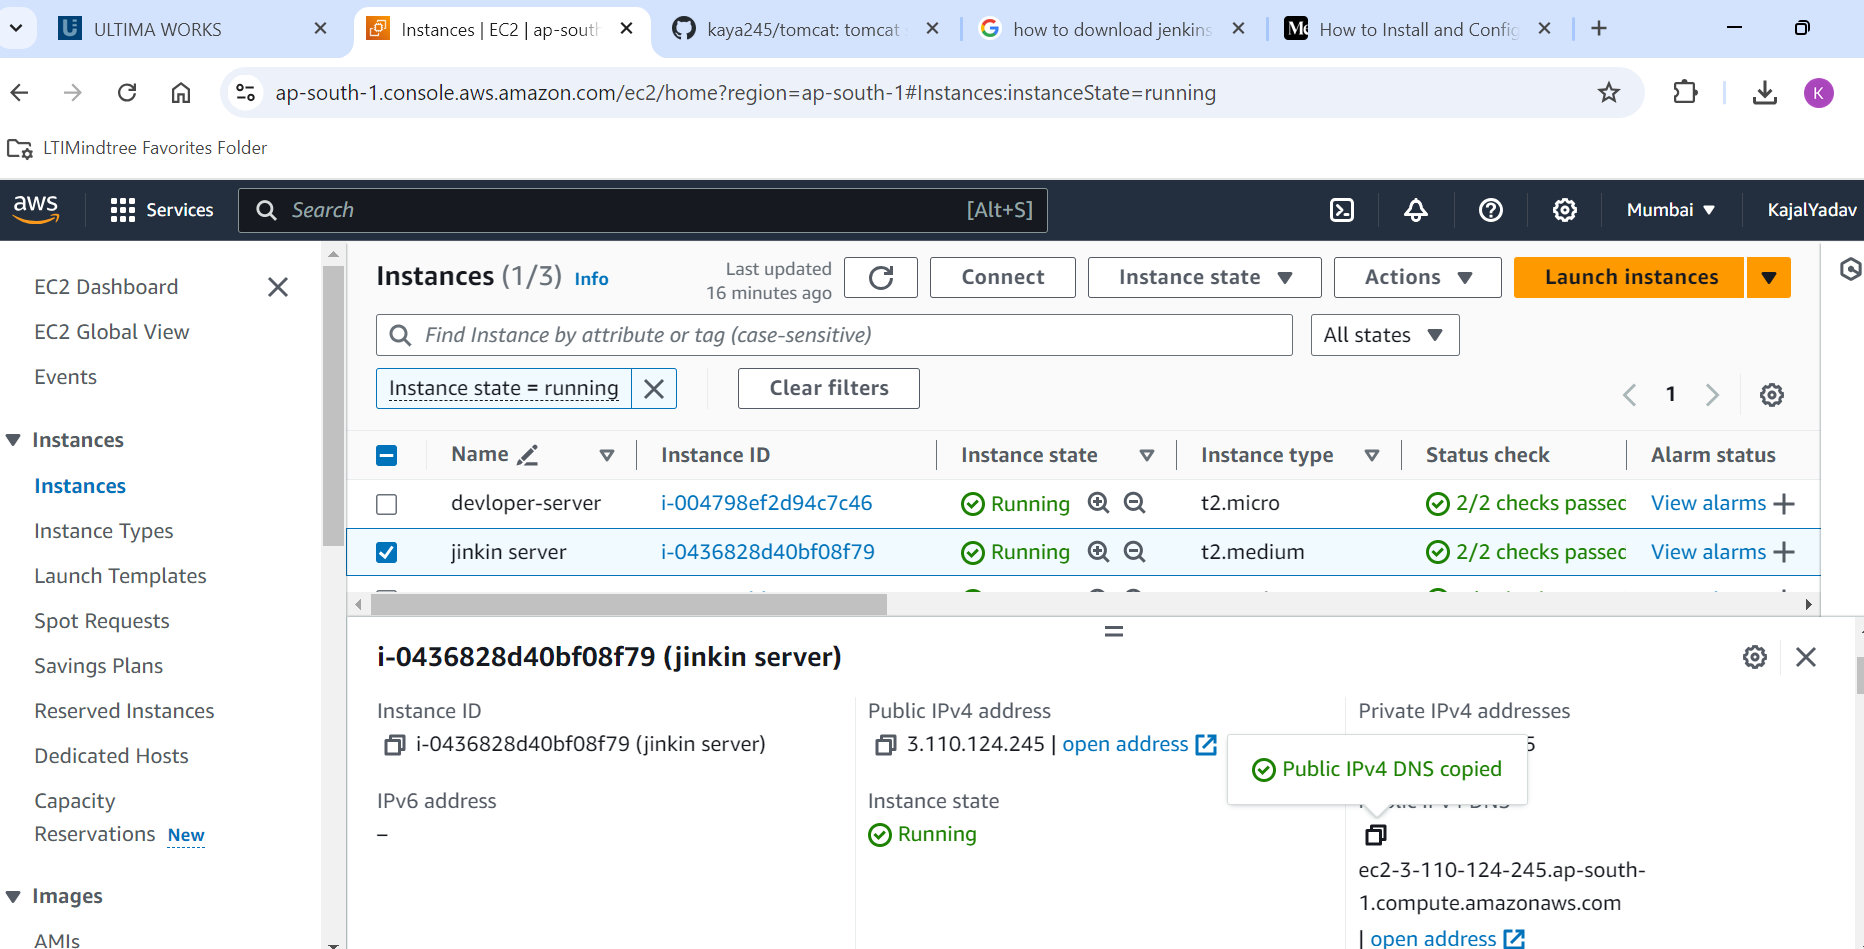 ULTIMA WORKS
Instances | EC2 | ap-south
kaya245/tomcat: tomcat
how to download jenkins
How to Install and Config
ap-south-1.console.aws.amazon.com/ec2/home?region=ap-south-1#Instances:instanceState=running
K
LTIMindtree Favorites Folder
aws
Services
Search
[Alt+S]
Mumbai
KajalYadav
EC2 Dashboard
EC2 Global View
Events
Instances
Instances
Instance Types
Launch Templates
Spot Requests
Savings Plans
Reserved Instances
Dedicated Hosts
Capacity
Reservations New
Images
AMIs
Instances (1/3) Info
Last updated
16 minutes ago
Connect
Instance state
Actions
Launch instances
Find Instance by attribute or tag (case-sensitive)
All states
Instance state = running
Clear filters
1
Name Instance ID Instance state Instance type Status check Alarm status
devloper-server i-004798ef2d94c7c46 Running t2.micro 2/2 checks passed View alarms
jinkin server i-0436828d40bf08f79 Running t2.medium 2/2 checks passed View alarms
i-0436828d40bf08f79 (jinkin server)
Instance ID
i-0436828d40bf08f79 (jinkin server)
IPv6 address
–
Public IPv4 address
3.110.124.245 | open address
Instance state
Running
Private IPv4 addresses
5
Public IPv4 DNS copied
Public IPv4 DNS
ec2-3-110-124-245.ap-south-
1.compute.amazonaws.com
| open address